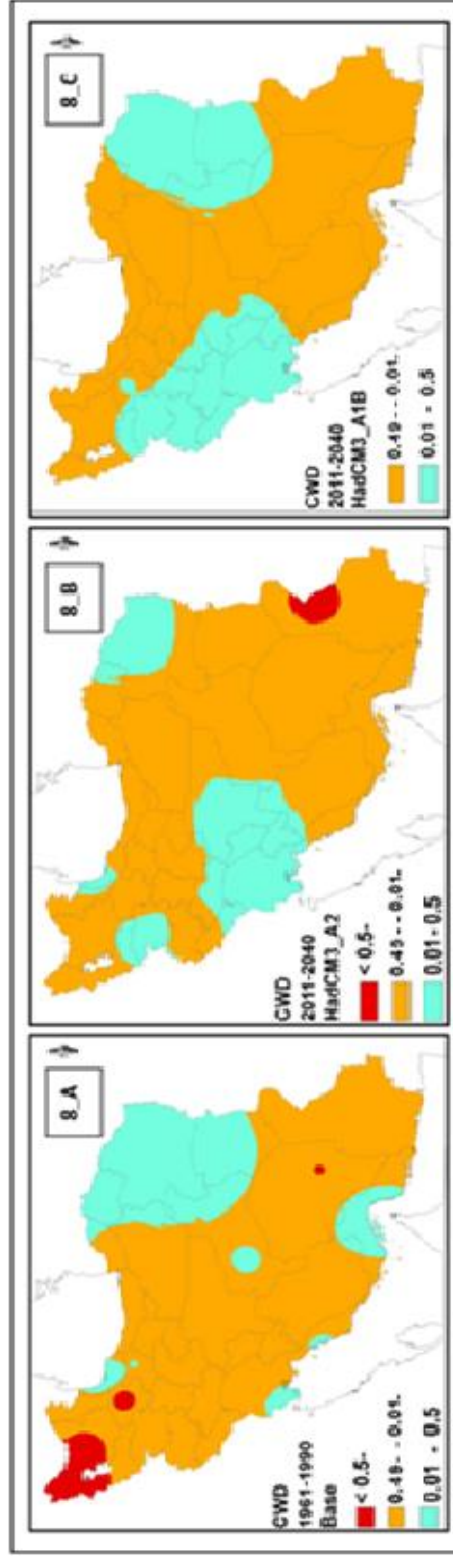 8_A
CWD
1961-1990
Base
< 0.5-
0.49- - 0.01-
0.01 - 0.5
8_B
CWD
2011-2040
HadCM3_A2
< 0.5-
0.45- - 0.01-
0.01 - 0.5
8_C
CWD
2011-2040
HadCM3_A1B
0.49- - 0.01-
0.01 - 0.5